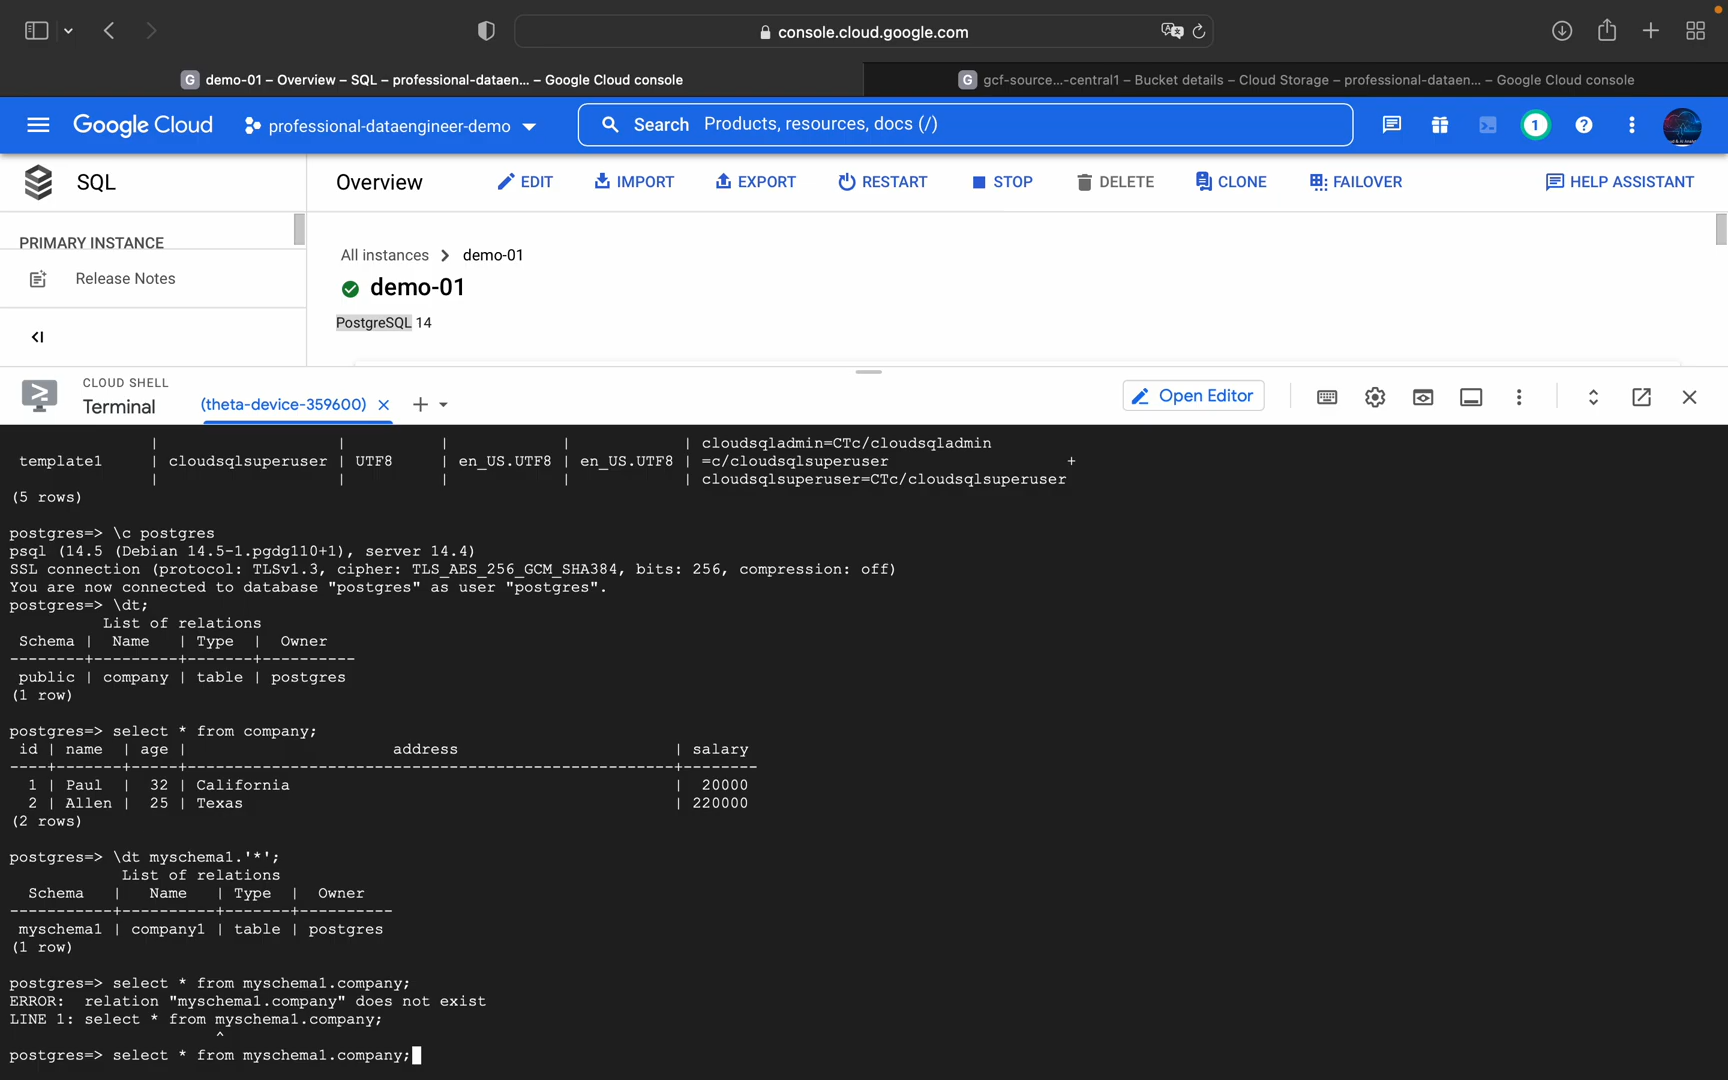 console.cloud.google.com
demo-01 – Overview – SQL – professional-dataen... – Google Cloud console
gcf-source...-central1 – Bucket details – Cloud Storage – professional-dataen... – Google Cloud console
Google Cloud professional-dataengineer-demo Search Products, resources, docs (/) 1
SQL Overview EDIT IMPORT EXPORT RESTART STOP DELETE CLONE FAILOVER HELP ASSISTANT
PRIMARY INSTANCE
Release Notes
All instances > demo-01
demo-01
PostgreSQL 14
CLOUD SHELL
Terminal (theta-device-359600) Open Editor
| | | | | cloudsqladmin=CTc/cloudsqladmin
template1 | cloudsqlsuperuser | UTF8 | en_US.UTF8 | en_US.UTF8 | =c/cloudsqlsuperuser +
| | | | | cloudsqlsuperuser=CTc/cloudsqlsuperuser
(5 rows)
postgres=> \c postgres
psql (14.5 (Debian 14.5-1.pgdg110+1), server 14.4)
SSL connection (protocol: TLSv1.3, cipher: TLS_AES_256_GCM_SHA384, bits: 256, compression: off)
You are now connected to database "postgres" as user "postgres".
postgres=> \dt;
List of relations
Schema | Name | Type | Owner
--------+---------+-------+----------
public | company | table | postgres
(1 row)
postgres=> select * from company;
id | name | age | address | salary
----+-------+-----+----------------------------------------------------+--------
1 | Paul | 32 | California | 20000
2 | Allen | 25 | Texas | 220000
(2 rows)
postgres=> \dt myschema1.'*';
List of relations
Schema | Name | Type | Owner
-----------+----------+-------+----------
myschema1 | company1 | table | postgres
(1 row)
postgres=> select * from myschema1.company;
ERROR: relation "myschema1.company" does not exist
LINE 1: select * from myschema1.company;
^
postgres=> select * from myschema1.company;